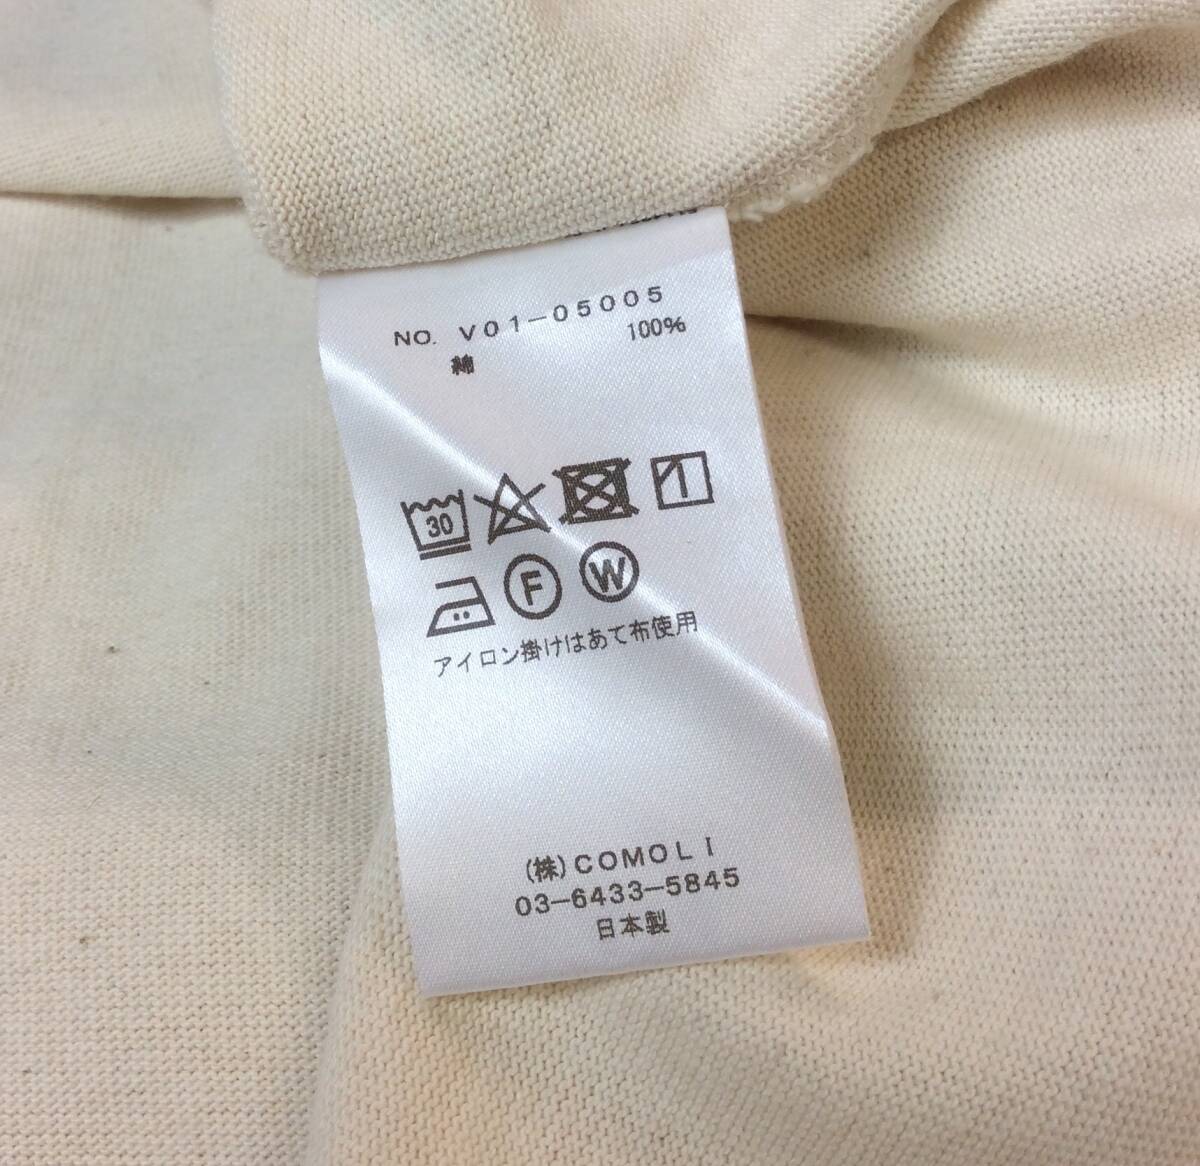 NO. V01-05005
綿 100%
30
F W
アイロン掛けはあて布使用
(株)COMOLI
03-6433-5845
日本製